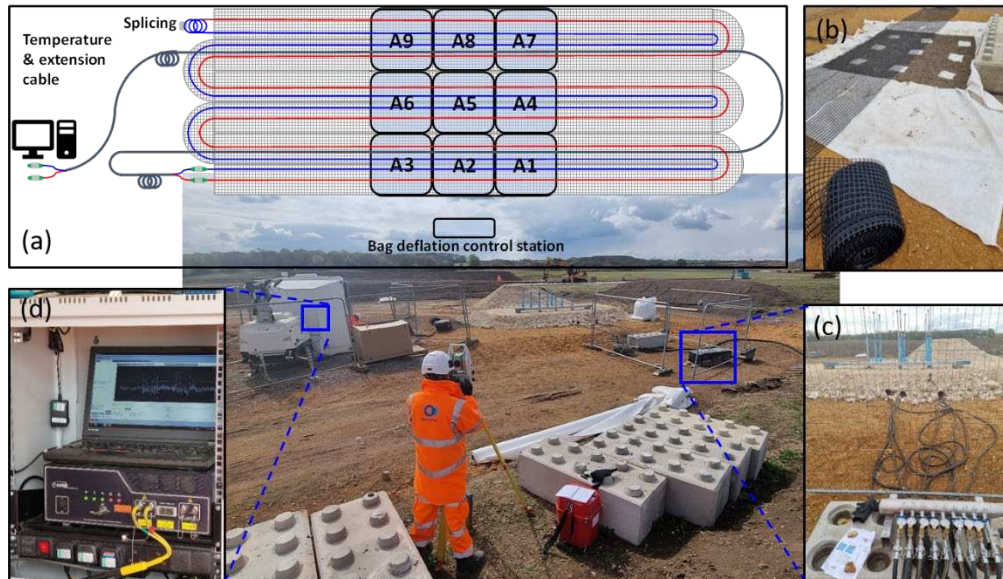 Splicing
Temperature
& extension
cable
A9 A8 A7
A6 A5 A4
A3 A2 A1
(a)
Bag deflation control station
(b)
(c)
(d)